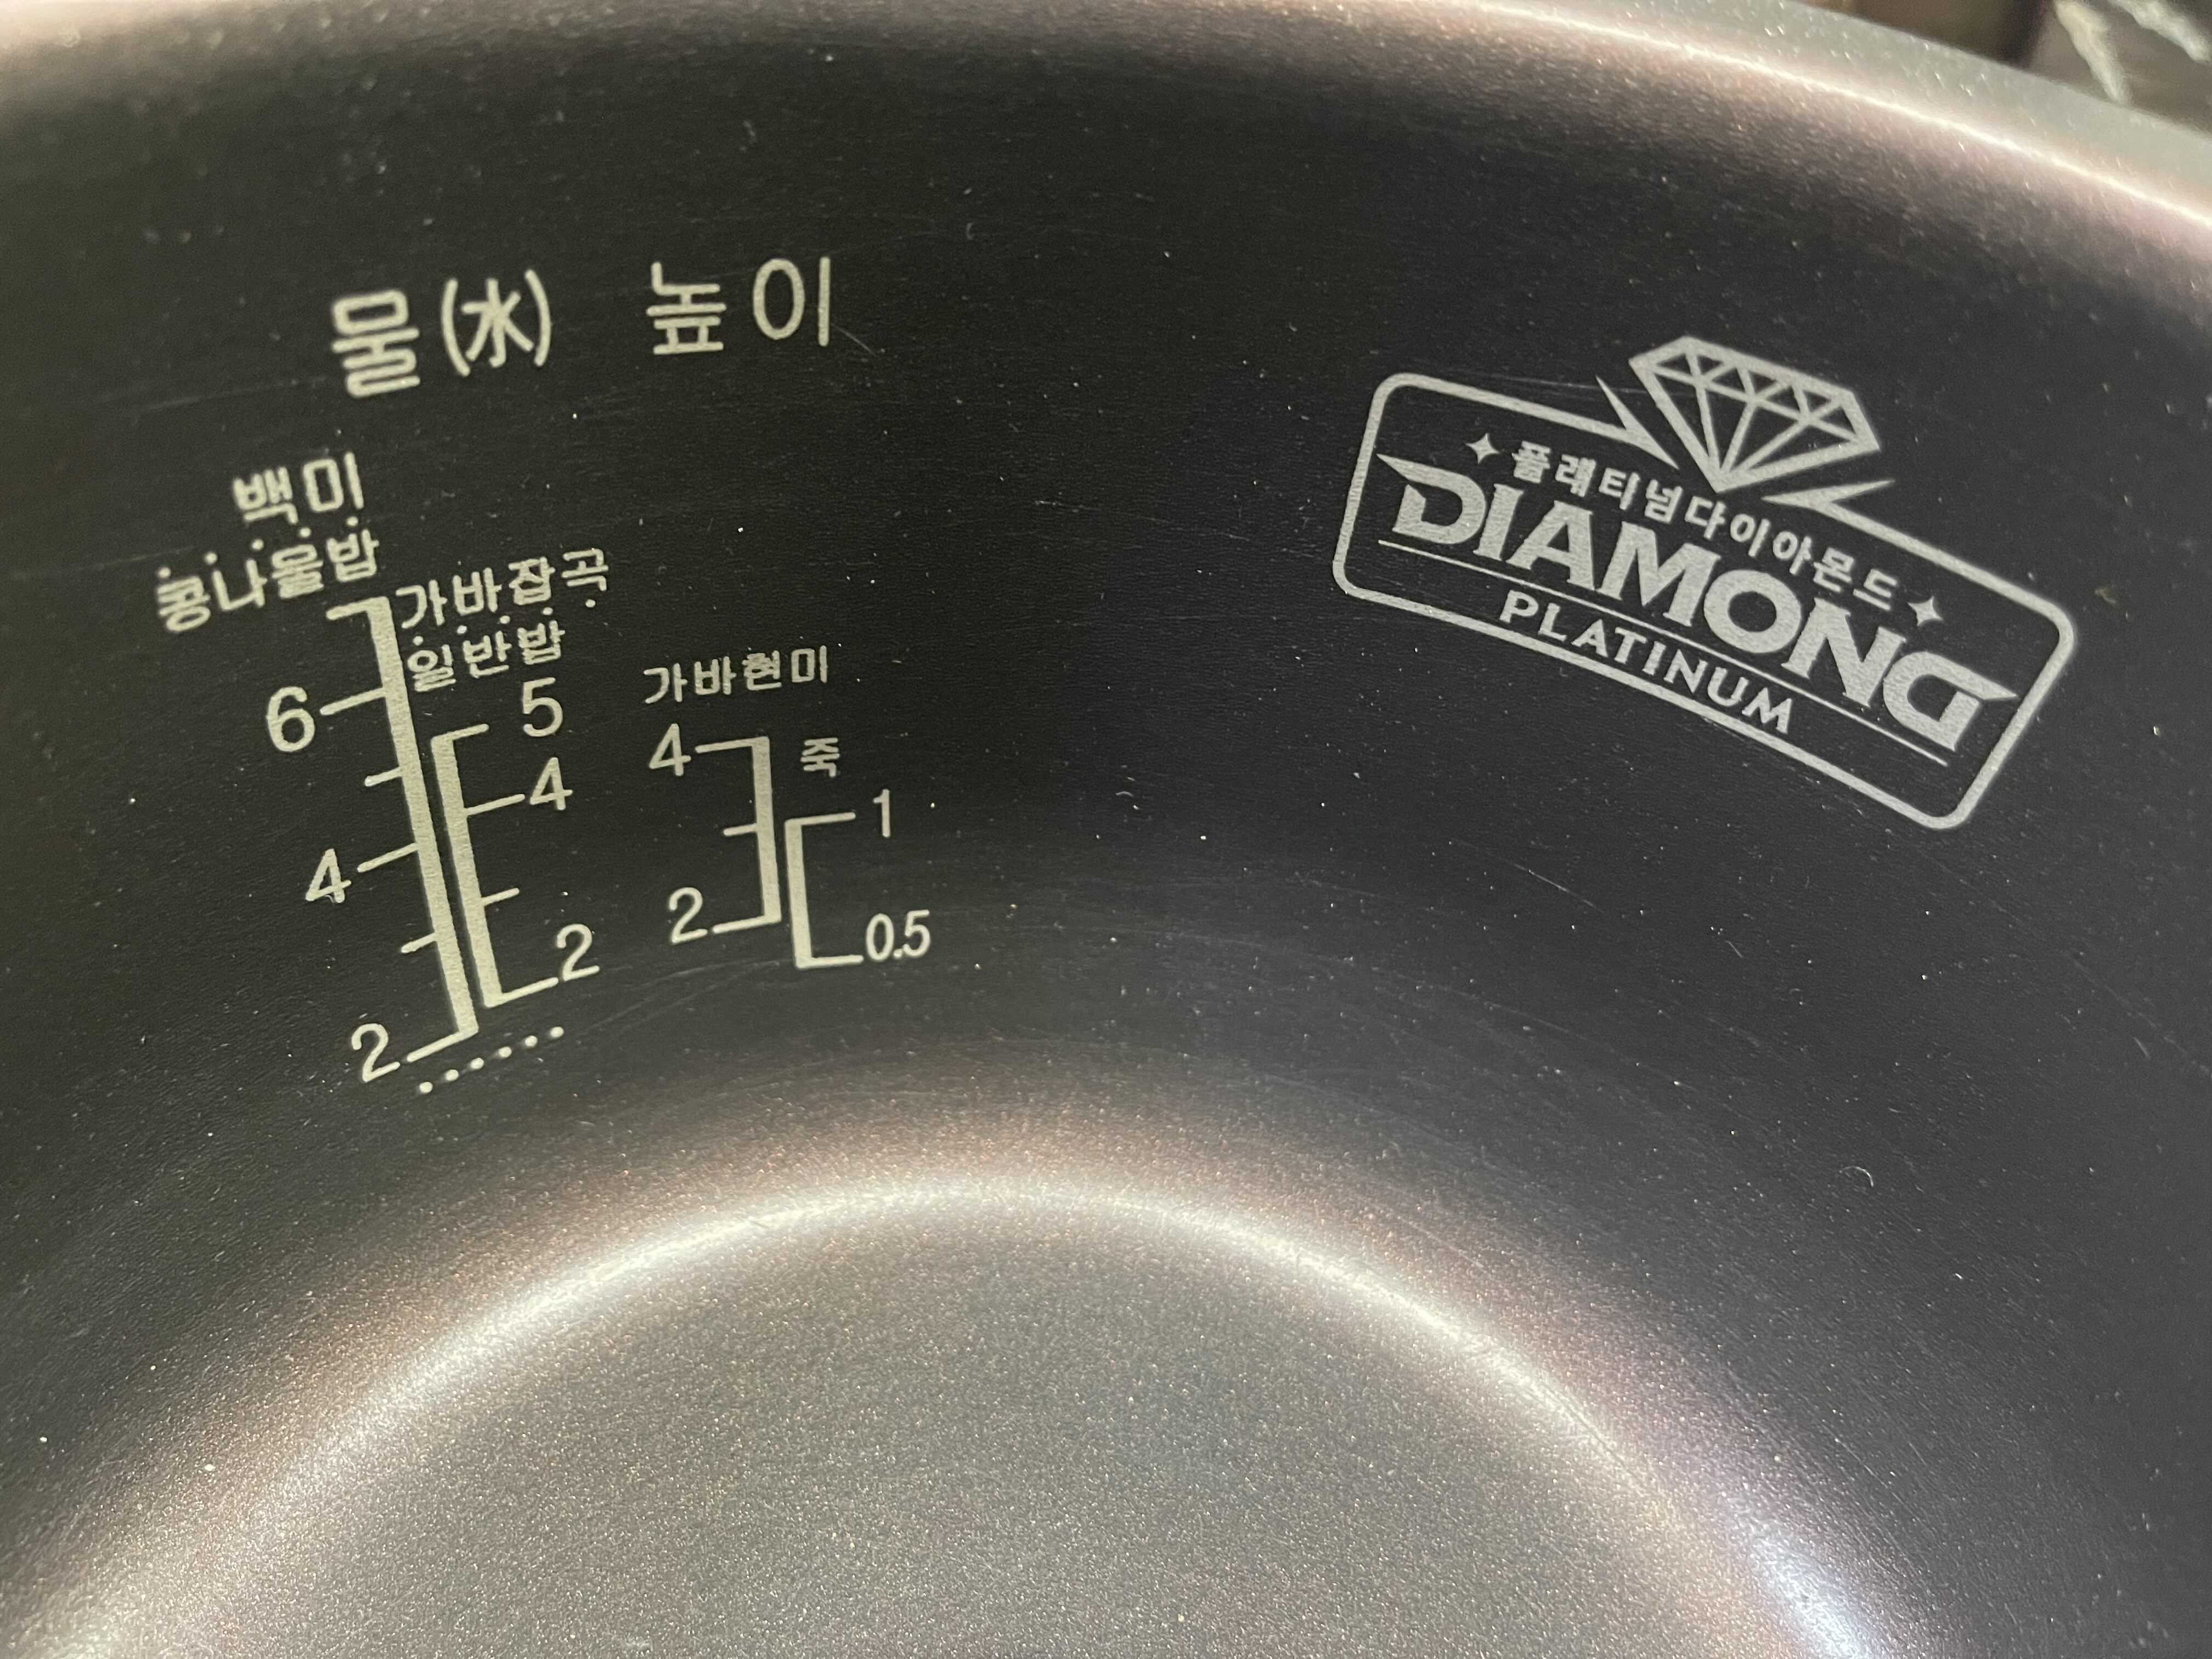 물(水) 높이
백미
콩나물밥
가바잡곡
일반밥
6
4
2
5
4
2
가바현미
4
2
죽
1
0.5
플래티넘다이아몬드
DIAMOND
PLATINUM